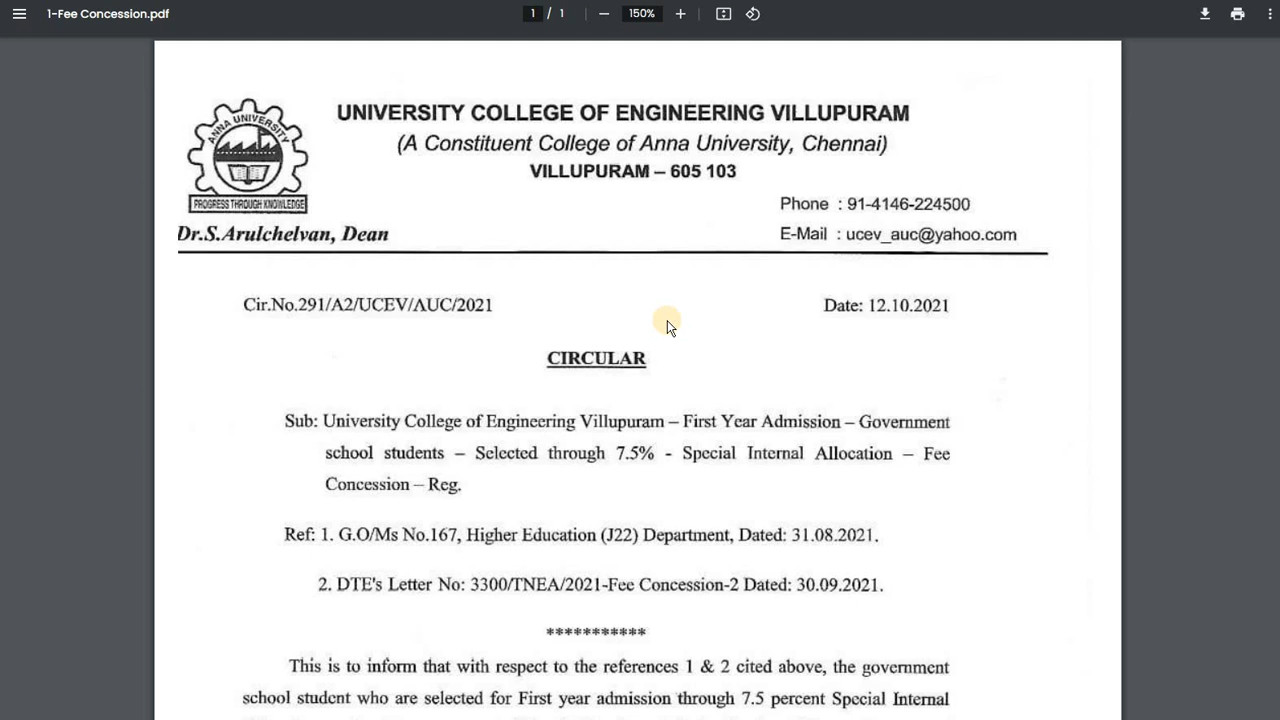 1-Fee Concession.pdf
1 / 1
150%
ANNA UNIVERSITY
PROGRESS THROUGH KNOWLEDGE
UNIVERSITY COLLEGE OF ENGINEERING VILLUPURAM
(A Constituent College of Anna University, Chennai)
VILLUPURAM – 605 103
Phone : 91-4146-224500
Dr.S.Arulchelvan, Dean
E-Mail : ucev_auc@yahoo.com
Cir.No.291/A2/UCEV/AUC/2021 Date: 12.10.2021
CIRCULAR
Sub: University College of Engineering Villupuram – First Year Admission – Government
school students – Selected through 7.5% - Special Internal Allocation – Fee
Concession – Reg.
Ref: 1. G.O/Ms No.167, Higher Education (J22) Department, Dated: 31.08.2021.
2. DTE's Letter No: 3300/TNEA/2021-Fee Concession-2 Dated: 30.09.2021.
***********
This is to inform that with respect to the references 1 & 2 cited above, the government
school student who are selected for First year admission through 7.5 percent Special Internal